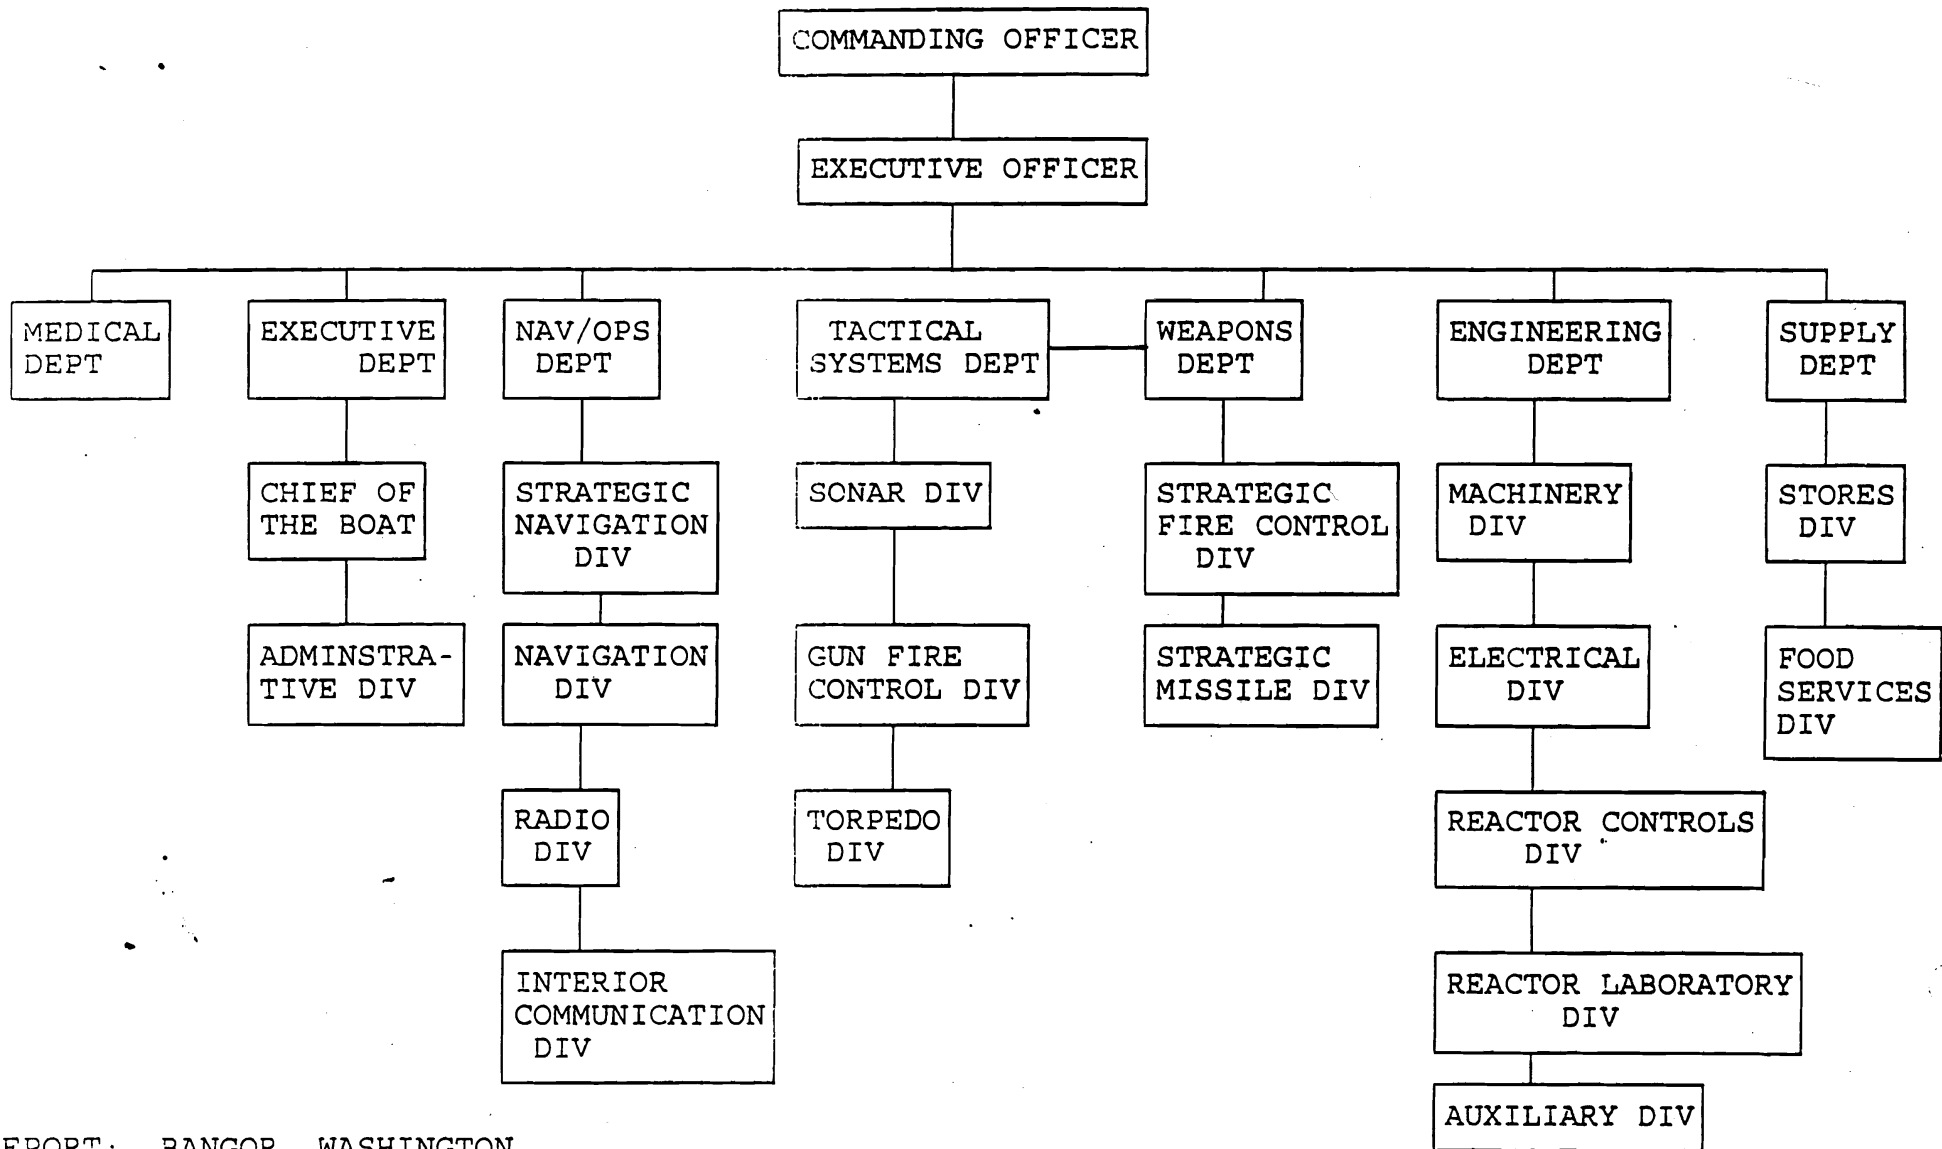 COMMANDING OFFICER
EXECUTIVE OFFICER
MEDICAL
DEPT
EXECUTIVE
DEPT
NAV/OPS
DEPT
TACTICAL
SYSTEMS DEPT
WEAPONS
DEPT
ENGINEERING
DEPT
SUPPLY
DEPT
CHIEF OF
THE BOAT
STRATEGIC
NAVIGATION
DIV
SONAR DIV
STRATEGIC
FIRE CONTROL
DIV
MACHINERY
DIV
STORES
DIV
ADMINSTRA-
TIVE DIV
NAVIGATION
DIV
GUN FIRE
CONTROL DIV
STRATEGIC
MISSILE DIV
ELECTRICAL
DIV
FOOD
SERVICES
DIV
RADIO
DIV
TORPEDO
DIV
REACTOR CONTROLS
DIV
INTERIOR
COMMUNICATION
DIV
REACTOR LABORATORY
DIV
AUXILIARY DIV
BANGOR WASHINGTON